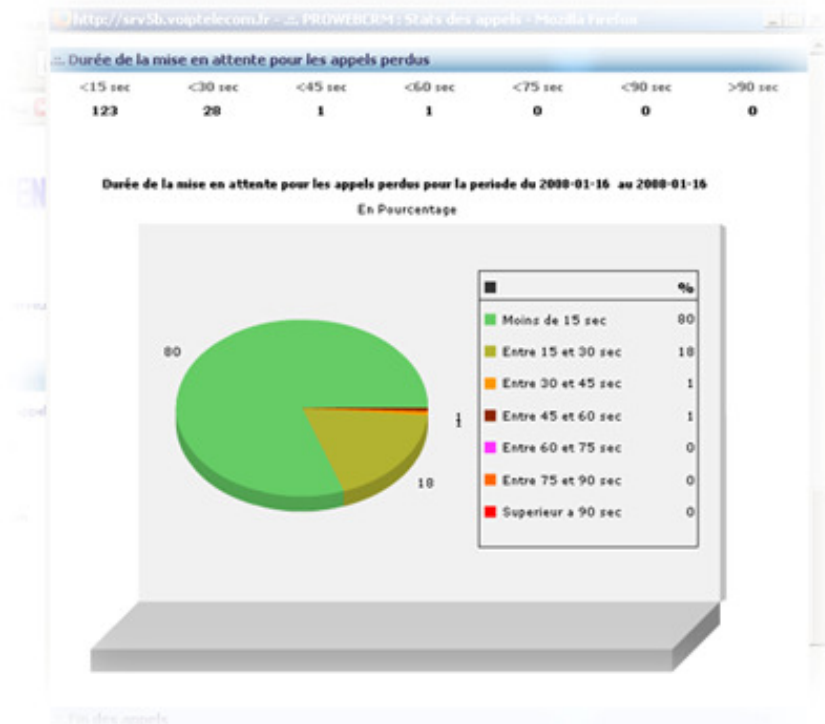 http://srv5b.voiptelecom.fr - .::. PROWEBCRM : Stats des appels - Mozilla Firefox
.::. Durée de la mise en attente pour les appels perdus
<15 sec <30 sec <45 sec <60 sec <75 sec <90 sec >90 sec
123 28 1 1 0 0 0
Durée de la mise en attente pour les appels perdus pour la periode du 2008-01-16 au 2008-01-16
En Pourcentage
%
Moins de 15 sec 80
80
Entre 15 et 30 sec 18
Entre 30 et 45 sec 1
1
1
Entre 45 et 60 sec 1
Entre 60 et 75 sec 0
18
Entre 75 et 90 sec 0
Superieur a 90 sec 0
des appels